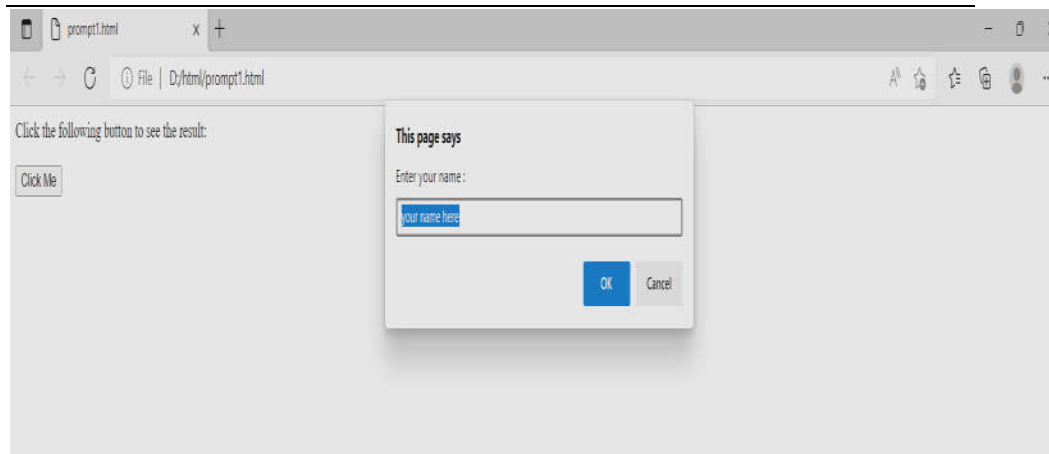 prompt1.html
File | D:/html/prompt1.html
Click the following button to see the result:
Click Me
This page says
Enter your name :
your name here
OK Cancel